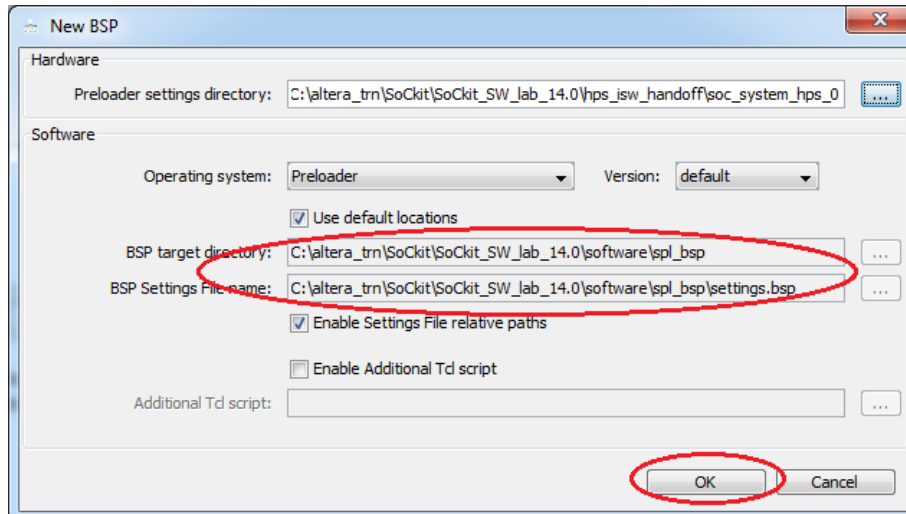 New BSP
Hardware
Preloader settings directory: C:\altera_trn\SoCkit\SoCkit_SW_lab_14.0\hps_isw_handoff\soc_system_hps_0 ...
Software
Operating system: Preloader Version: default
Use default locations
BSP target directory: C:\altera_trn\SoCkit\SoCkit_SW_lab_14.0\software\spl_bsp ...
BSP Settings File name: C:\altera_trn\SoCkit\SoCkit_SW_lab_14.0\software\spl_bsp\settings.bsp ...
Enable Settings File relative paths
Enable Additional Tcl script
Additional Tcl script: ...
OK Cancel